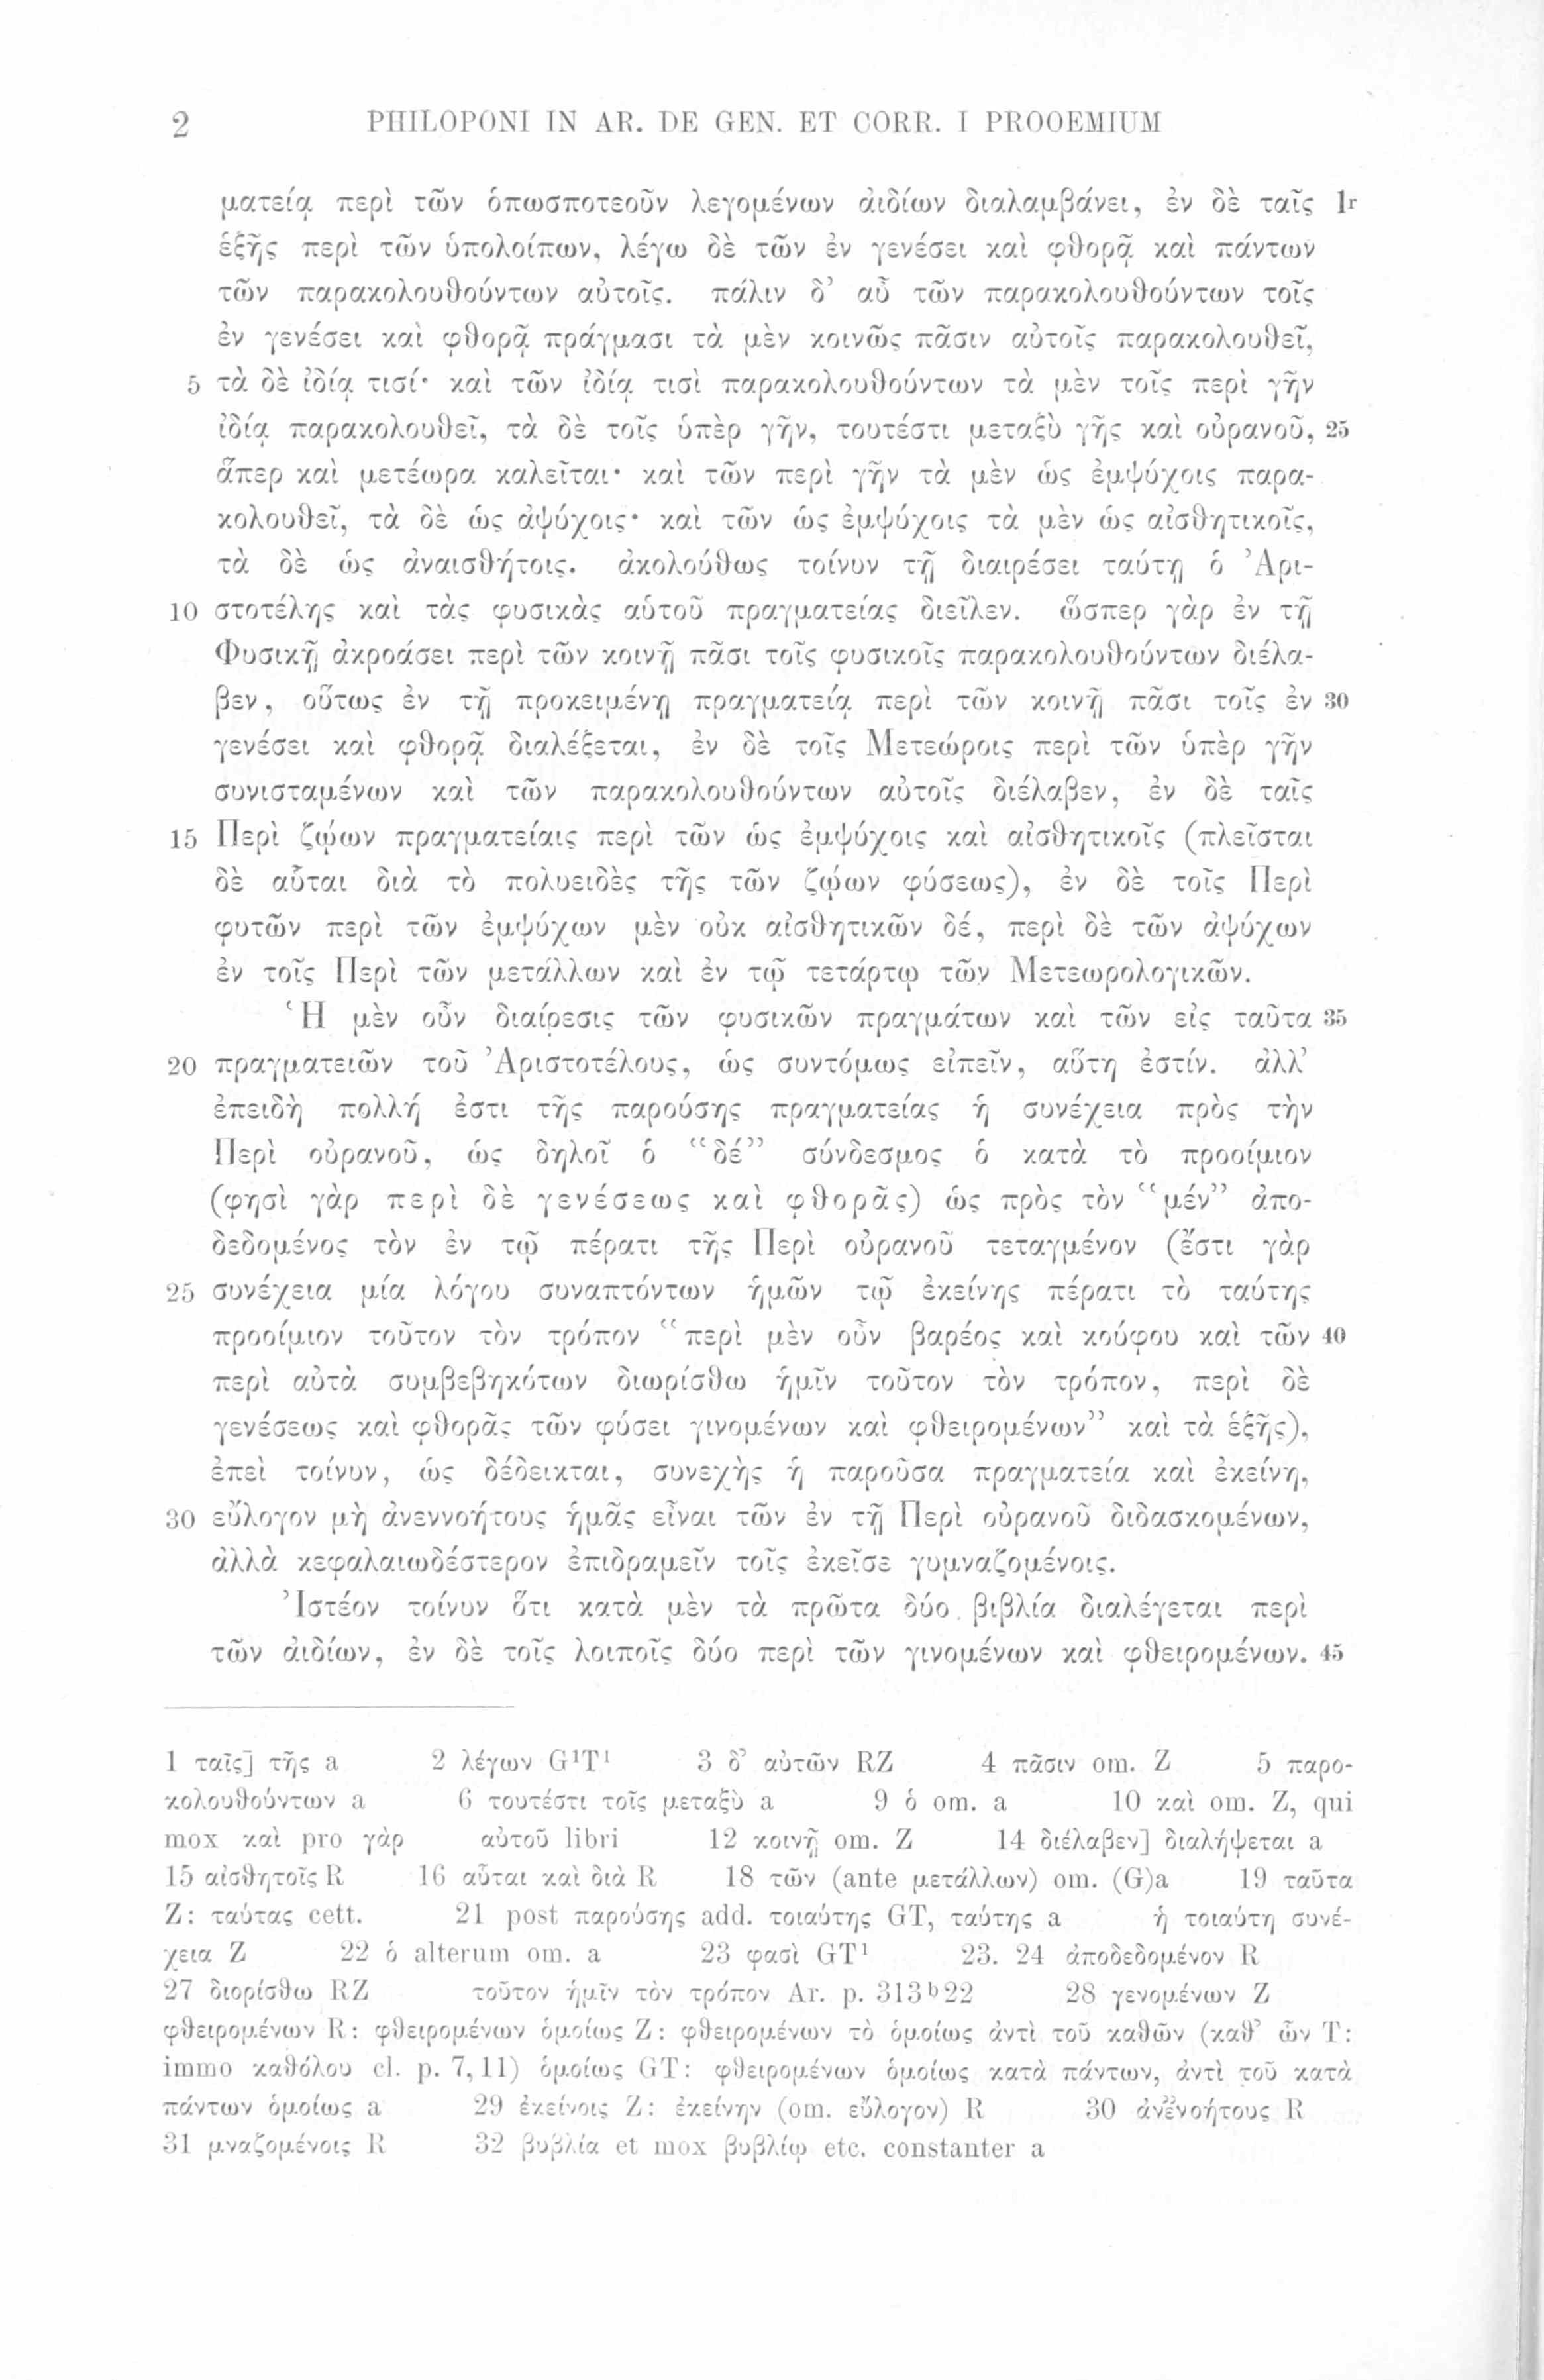 2 PHILOPONI IN AR. DE GEN. ET CORR. I PROOEMIUM
ματείᾳ περὶ τῶν ὁπωσποτεοῦν λεγομένων ἀιδίων διαλαμβάνει, ἐν δὲ ταῖς 1r
ἑξῆς περὶ τῶν ὑπολοίπων, λέγω δὲ τῶν ἐν γενέσει καὶ φθορᾷ καὶ πάντων
τῶν παρακολουθούντων αὐτοῖς. πάλιν δ’ αὖ τῶν παρακολουθούντων τοῖς
ἐν γενέσει καὶ φθορᾷ πράγμασι τὰ μὲν κοινῶς πᾶσιν αὐτοῖς παρακολουθεῖ,
5 τὰ δὲ ἰδίᾳ τισί· καὶ τῶν ἰδίᾳ τισὶ παρακολουθούντων τὰ μὲν τοῖς περὶ γῆν
ἰδίᾳ παρακολουθεῖ, τὰ δὲ τοῖς ὑπὲρ γῆν, τουτέστι μεταξὺ γῆς καὶ οὐρανοῦ, 25
ἅπερ καὶ μετέωρα καλεῖται· καὶ τῶν περὶ γῆν τὰ μὲν ὡς ἐμψύχοις παρα-
κολουθεῖ, τὰ δὲ ὡς ἀψύχοις· καὶ τῶν ὡς ἐμψύχοις τὰ μὲν ὡς αἰσθητικοῖς,
τὰ δὲ ὡς ἀναισθήτοις. ἀκολούθως τοίνυν τῇ διαιρέσει ταύτῃ ὁ Ἀρι-
10 στοτέλης καὶ τὰς φυσικὰς αὑτοῦ πραγματείας διεῖλεν. ὥσπερ γὰρ ἐν τῇ
Φυσικῇ ἀκροάσει περὶ τῶν κοινῇ πᾶσι τοῖς φυσικοῖς παρακολουθούντων διέλα-
βεν, οὕτως ἐν τῇ προκειμένῃ πραγματείᾳ περὶ τῶν κοινῇ πᾶσι τοῖς ἐν 30
γενέσει καὶ φθορᾷ διαλέξεται, ἐν δὲ τοῖς Μετεώροις περὶ τῶν ὑπὲρ γῆν
συνισταμένων καὶ τῶν παρακολουθούντων αὐτοῖς διέλαβεν, ἐν δὲ ταῖς
15 Περὶ ζῴων πραγματείαις περὶ τῶν ὡς ἐμψύχοις καὶ αἰσθητικοῖς (πλεῖσται
δὲ αὗται διὰ τὸ πολυειδὲς τῆς τῶν ζῴων φύσεως), ἐν δὲ τοῖς Περὶ
φυτῶν περὶ τῶν ἐμψύχων μὲν οὐκ αἰσθητικῶν δέ, περὶ δὲ τῶν ἀψύχων
ἐν τοῖς Περὶ τῶν μετάλλων καὶ ἐν τῷ τετάρτῳ τῶν Μετεωρολογικῶν.
Ἡ μὲν οὖν διαίρεσις τῶν φυσικῶν πραγμάτων καὶ τῶν εἰς ταῦτα 35
20 πραγματειῶν τοῦ Ἀριστοτέλους, ὡς συντόμως εἰπεῖν, αὕτη ἐστίν. ἀλλ’
ἐπειδὴ πολλή ἐστι τῆς παρούσης πραγματείας ἡ συνέχεια πρὸς τὴν
Περὶ οὐρανοῦ, ὡς δηλοῖ ὁ “δέ” σύνδεσμος ὁ κατὰ τὸ προοίμιον
(φησὶ γὰρ περὶ δὲ γενέσεως καὶ φθορᾶς) ὡς πρὸς τὸν “μέν” ἀπο-
δεδομένος τὸν ἐν τῷ πέρατι τῆς Περὶ οὐρανοῦ τεταγμένον (ἔστι γὰρ
25 συνέχεια μία λόγου συναπτόντων ἡμῶν τῷ ἐκείνης πέρατι τὸ ταύτης
προοίμιον τοῦτον τὸν τρόπον “περὶ μὲν οὖν βαρέος καὶ κούφου καὶ τῶν 40
περὶ αὐτὰ συμβεβηκότων διωρίσθω ἡμῖν τοῦτον τὸν τρόπον, περὶ δὲ
γενέσεως καὶ φθορᾶς τῶν φύσει γινομένων καὶ φθειρομένων” καὶ τὰ ἑξῆς),
ἐπεὶ τοίνυν, ὡς δέδεικται, συνεχὴς ἡ παροῦσα πραγματεία καὶ ἐκείνη,
30 εὔλογον μὴ ἀνεννοήτους ἡμᾶς εἶναι τῶν ἐν τῇ Περὶ οὐρανοῦ διδασκομένων,
ἀλλὰ κεφαλαιωδέστερον ἐπιδραμεῖν τοῖς ἐκεῖσε γυμναζομένοις.
Ἰστέον τοίνυν ὅτι κατὰ μὲν τὰ πρῶτα δύο βιβλία διαλέγεται περὶ
τῶν ἀιδίων, ἐν δὲ τοῖς λοιποῖς δύο περὶ τῶν γινομένων καὶ φθειρομένων. 45
1 ταῖς] τῆς a 2 λέγων G¹T¹ 3 δ’ αὐτῶν RZ 4 πᾶσιν om. Z 5 παρο-
κολουθούντων a 6 τουτέστι τοῖς μεταξὺ a 9 ὁ om. a 10 καὶ om. Z, qui
mox καὶ pro γὰρ αὐτοῦ libri 12 κοινῇ om. Z 14 διέλαβεν] διαλήψεται a
15 αἰσθητοῖς R 16 αὗται καὶ διὰ R 18 τῶν (ante μετάλλων) om. (G)a 19 ταῦτα
Z: ταύτας cett. 21 post παρούσης add. τοιαύτης GT, ταύτης a ἡ τοιαύτη συνέ-
χεια Z 22 ὁ alterum om. a 23 φασὶ GT¹ 23. 24 ἀποδεδομένον R
27 διορίσθω RZ τοῦτον ἡμῖν τὸν τρόπον Ar. p. 313ᵇ22 28 γενομένων Z
φθειρομένων R: φθειρομένων ὁμοίως Z: φθειρομένων τὸ ὁμοίως ἀντὶ τοῦ καθῶν (καθ’ ὧν T:
immo καθόλου cl. p. 7,11) ὁμοίως GT: φθειρομένων ὁμοίως κατὰ πάντων, ἀντὶ τοῦ κατὰ
πάντων ὁμοίως a 29 ἐκείνοις Z: ἐκείνην (om. εὔλογον) R 30 ἀνἐνοήτους R
31 μναζομένοις R 32 βυβλία et mox βυβλίῳ etc. constanter a